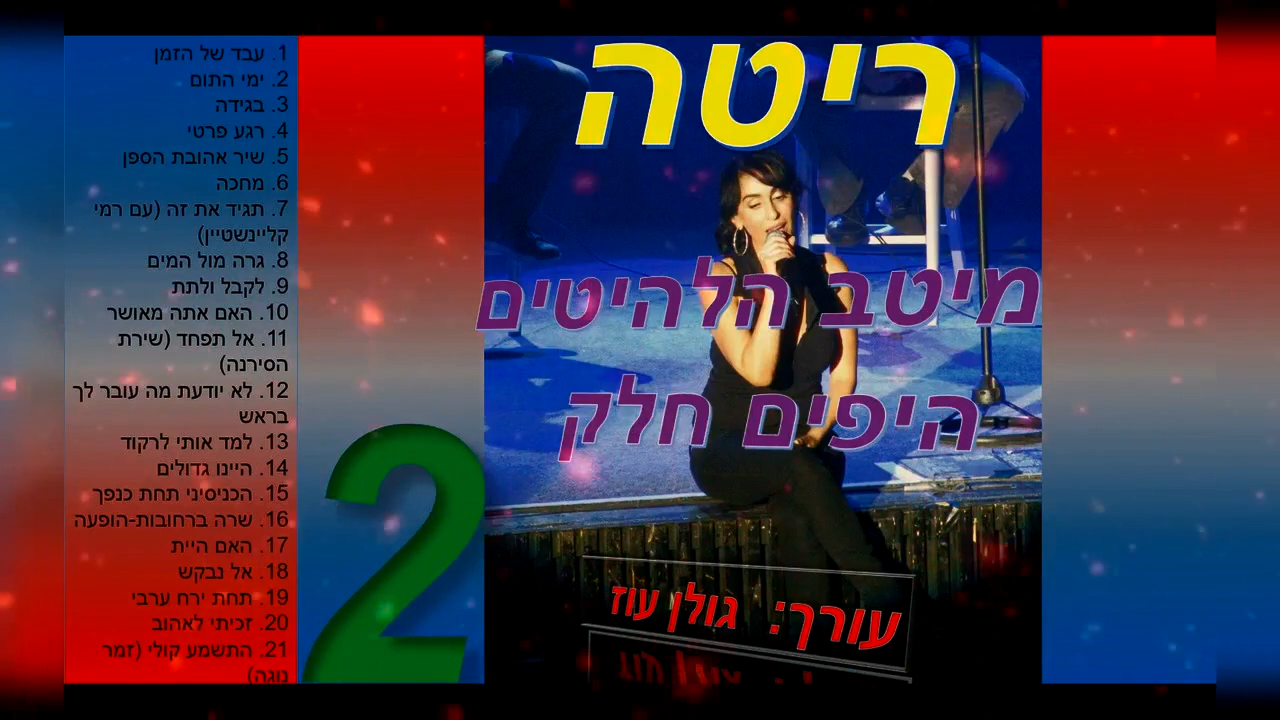 ריטה
מיטב הלהיטים
היפים חלק
2
עורך: גולן עוז
1. עבד של הזמן
2. ימי התום
3. בגידה
4. רגע פרטי
5. שיר אהובת הספן
6. מחכה
7. תגיד את זה (עם רמי
קליינשטיין)
8. גרה מול המים
9. לקבל ולתת
10. האם אתה מאושר
11. אל תפחד (שירת
הסירנה)
12. לא יודעת מה עובר לך
בראש
13. למד אותי לרקוד
14. היינו גדולים
15. הכניסיני תחת כנפך
16. שרה ברחובות-הופעה
17. האם היית
18. אל נבקש
19. תחת ירח ערבי
20. זכיתי לאהוב
21. התשמע קולי (זמר
נוגה)